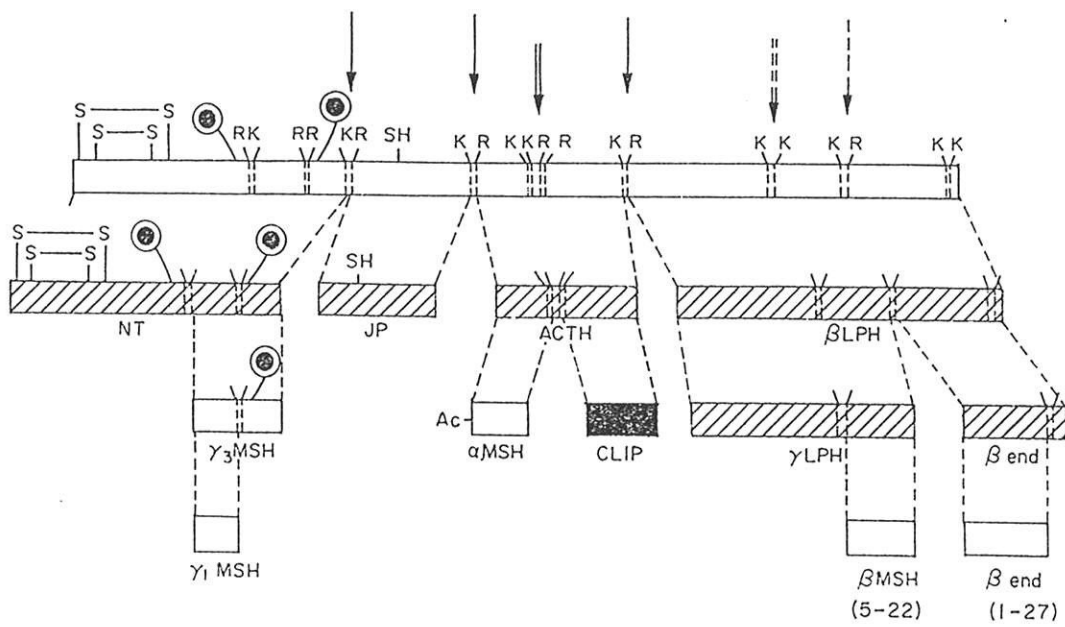 S S
S S
RK RR KR SH K R K K R R K R K K K R K K
S S
S S
SH
NT JP ACTH βLPH
Ac
γ₃MSH αMSH CLIP γLPH β end
γ₁ MSH βMSH β end
(5-22) (1-27)